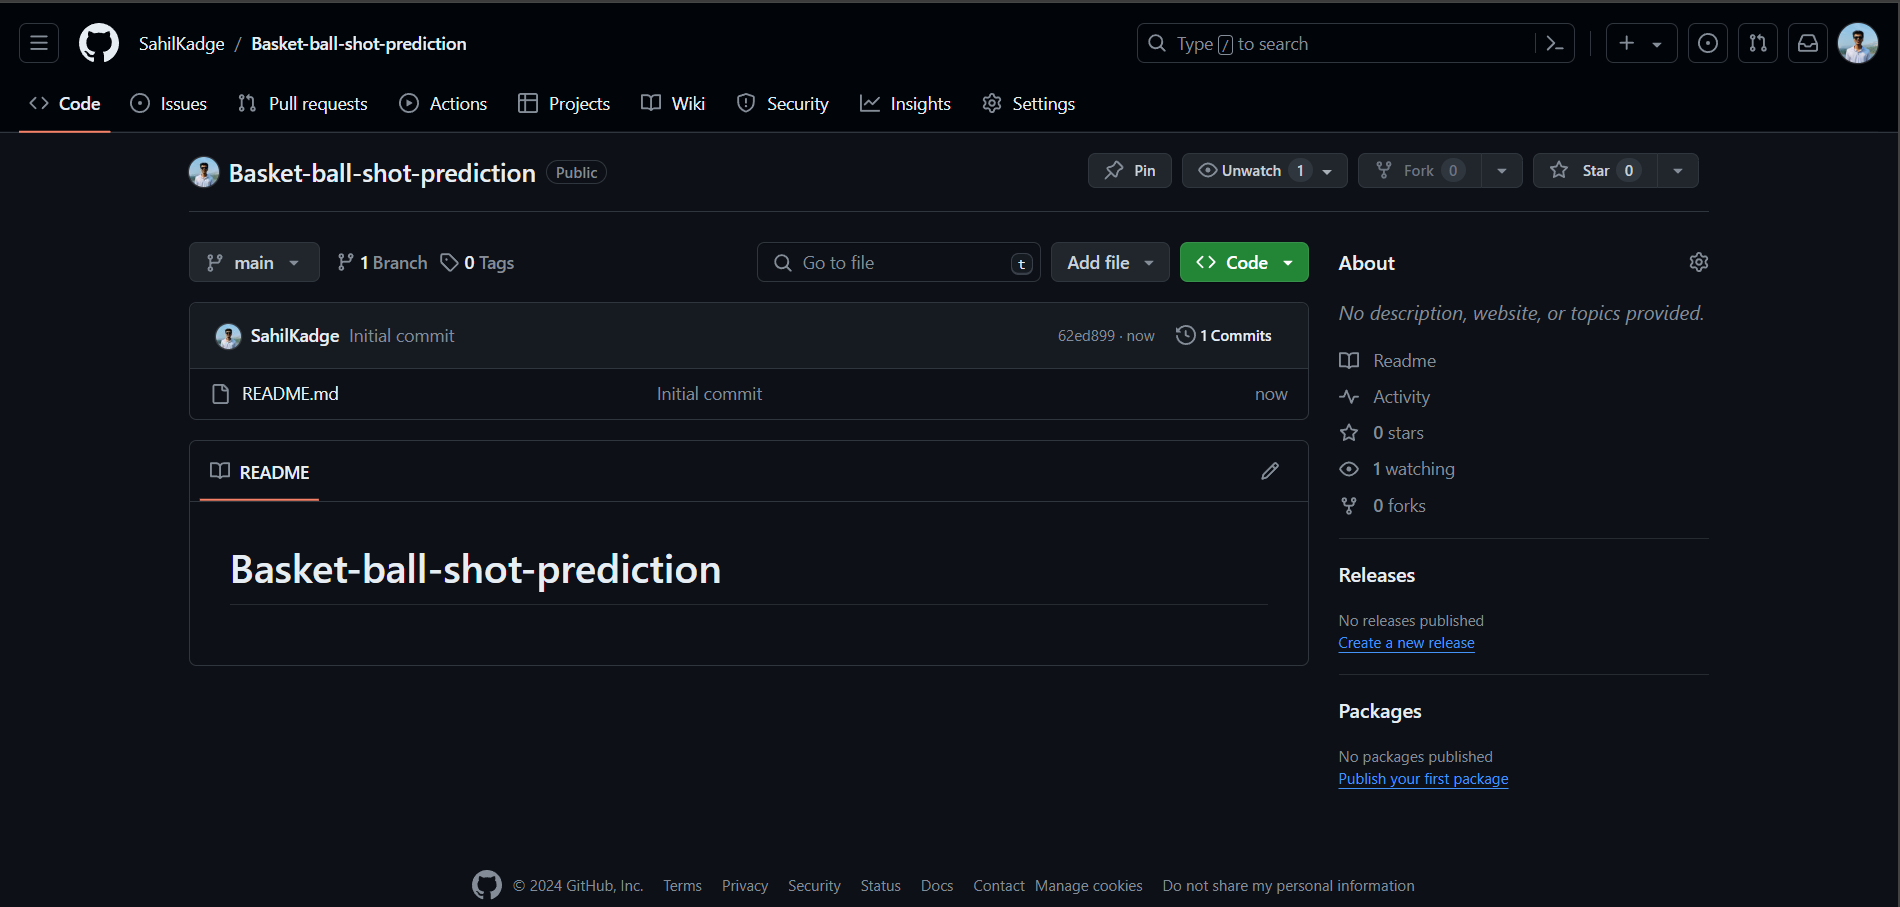 SahilKadge / Basket-ball-shot-prediction
Type / to search
Code Issues Pull requests Actions Projects Wiki Security Insights Settings
Basket-ball-shot-prediction Public
Pin Unwatch 1 Fork 0 Star 0
main 1 Branch 0 Tags Go to file t Add file Code
SahilKadge Initial commit 62ed899 · now 1 Commits
README.md Initial commit now
README
Basket-ball-shot-prediction
About
No description, website, or topics provided.
Readme
Activity
0 stars
1 watching
0 forks
Releases
No releases published
Create a new release
Packages
No packages published
Publish your first package
© 2024 GitHub, Inc. Terms Privacy Security Status Docs Contact Manage cookies Do not share my personal information